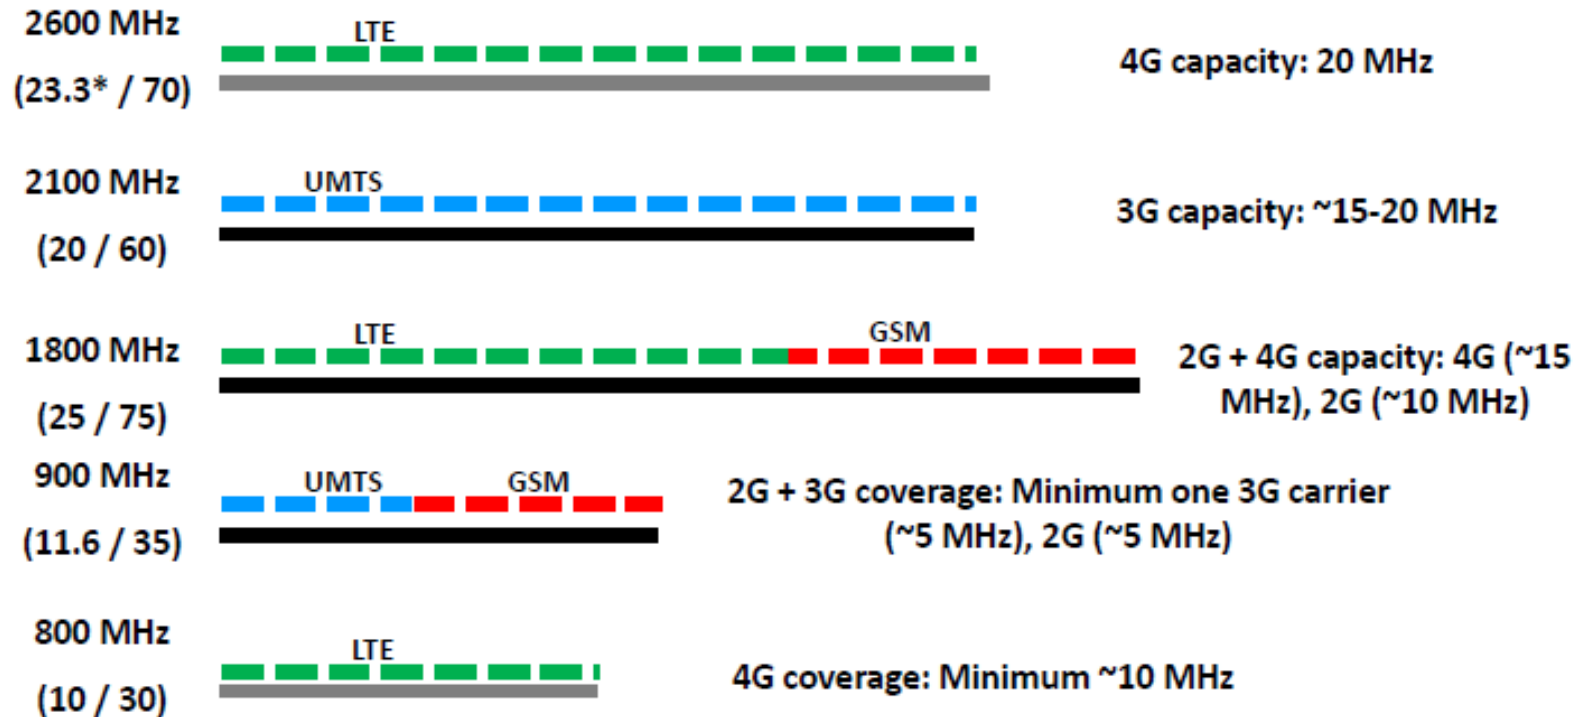 2600 MHz
LTE
(23.3* / 70)
4G capacity: 20 MHz
2100 MHz
UMTS
(20 / 60)
3G capacity: ~15-20 MHz
1800 MHz
LTE
GSM
(25 / 75)
2G + 4G capacity: 4G (~15
MHz), 2G (~10 MHz)
900 MHz
UMTS
GSM
(11.6 / 35)
2G + 3G coverage: Minimum one 3G carrier
(~5 MHz), 2G (~5 MHz)
800 MHz
LTE
(10 / 30)
4G coverage: Minimum ~10 MHz